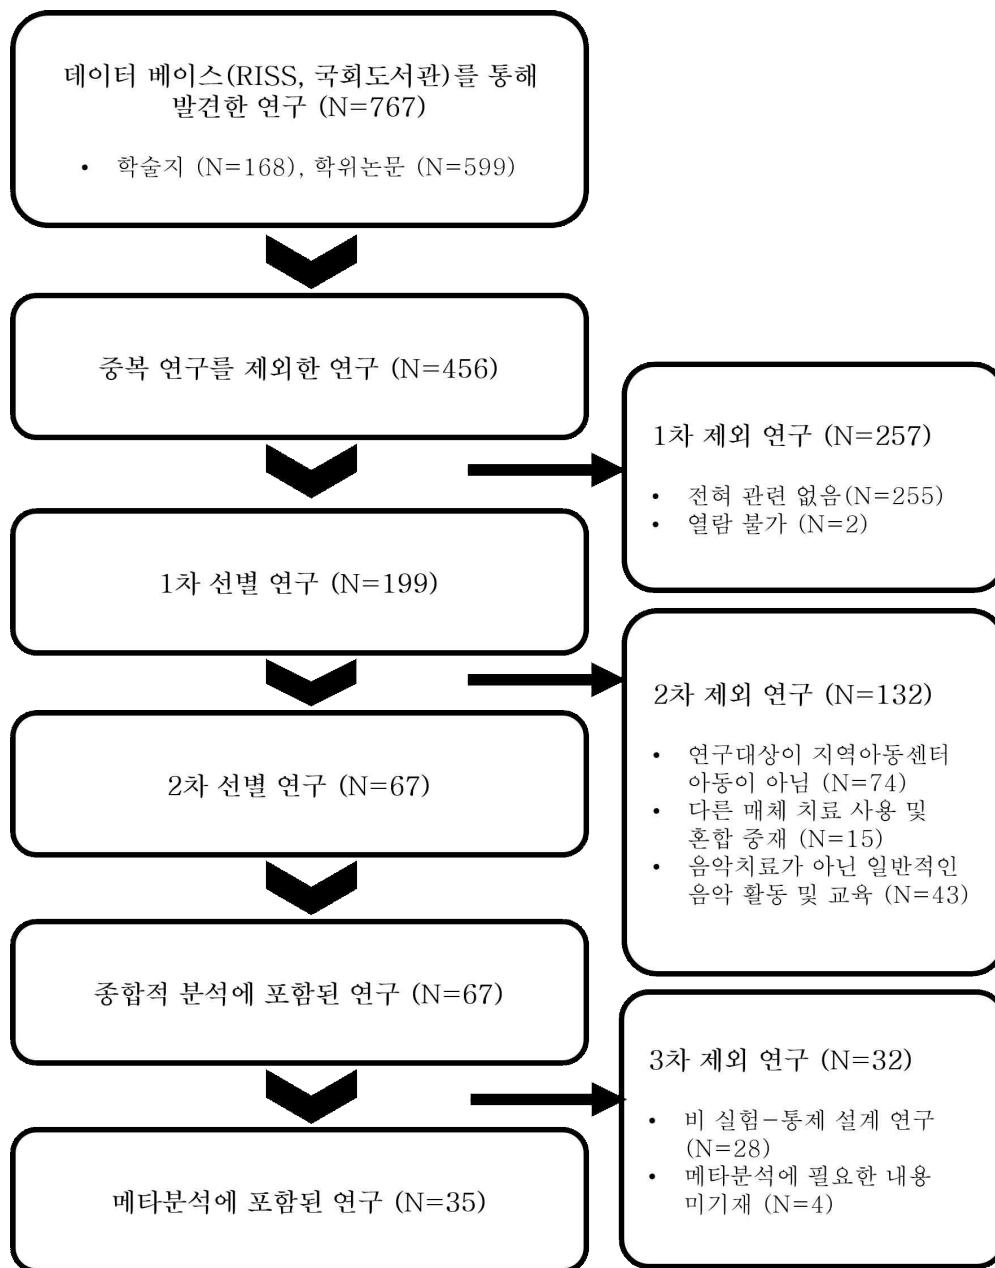 데이터 베이스(RISS, 국회도서관)를 통해
발견한 연구 (N=767)
• 학술지 (N=168), 학위논문 (N=599)
중복 연구를 제외한 연구 (N=456)
1차 제외 연구 (N=257)
• 전혀 관련 없음(N=255)
• 열람 불가 (N=2)
1차 선별 연구 (N=199)
2차 제외 연구 (N=132)
• 연구대상이 지역아동센터
아동이 아님 (N=74)
• 다른 매체 치료 사용 및
혼합 중재 (N=15)
• 음악치료가 아닌 일반적인
음악 활동 및 교육 (N=43)
2차 선별 연구 (N=67)
종합적 분석에 포함된 연구 (N=67)
3차 제외 연구 (N=32)
• 비 실험-통제 설계 연구
(N=28)
• 메타분석에 필요한 내용
미기재 (N=4)
메타분석에 포함된 연구 (N=35)